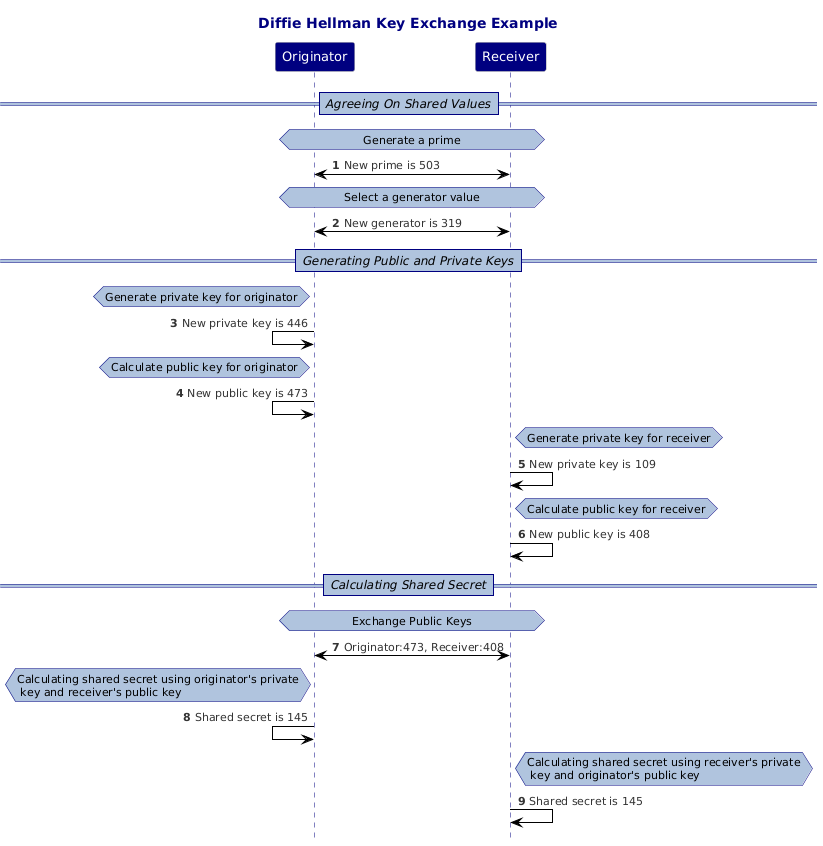 Diffie Hellman Key Exchange Example
Originator
Receiver
Agreeing On Shared Values
Generate a prime
1 New prime is 503
Select a generator value
2 New generator is 319
Generating Public and Private Keys
Generate private key for originator
3 New private key is 446
Calculate public key for originator
4 New public key is 473
Generate private key for receiver
5 New private key is 109
Calculate public key for receiver
6 New public key is 408
Calculating Shared Secret
Exchange Public Keys
7 Originator:473, Receiver:408
Calculating shared secret using originator's private
key and receiver's public key
8 Shared secret is 145
Calculating shared secret using receiver's private
key and originator's public key
9 Shared secret is 145